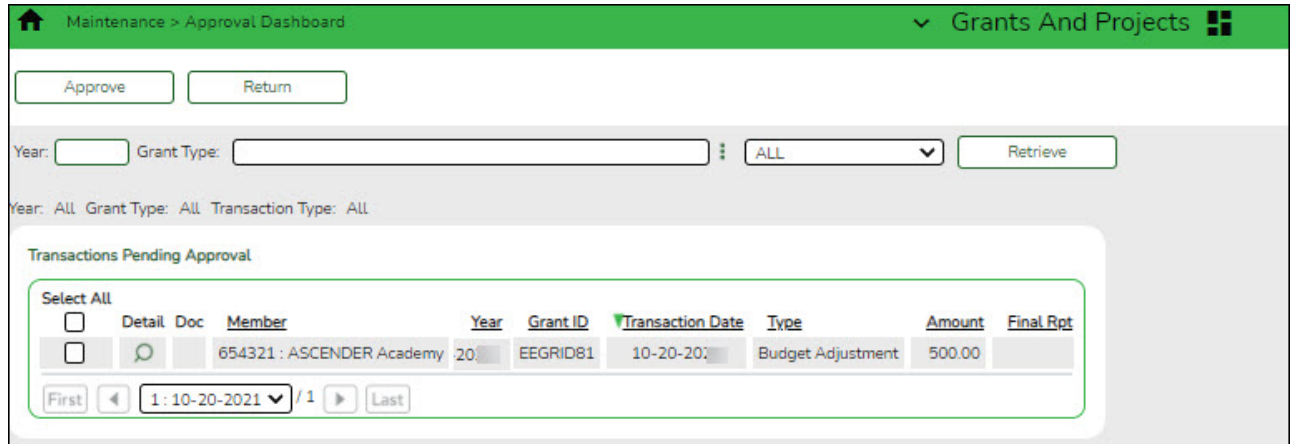 Maintenance > Approval Dashboard Grants And Projects
Approve Return
Year: Grant Type: ALL Retrieve
Year: All Grant Type: All Transaction Type: All
Transactions Pending Approval
Select All
Detail Doc Member Year Grant ID Transaction Date Type Amount Final Rpt
654321 : ASCENDER Academy EEGRID81 Budget Adjustment 500.00
First 1 : 10-20-2021 / 1 Last